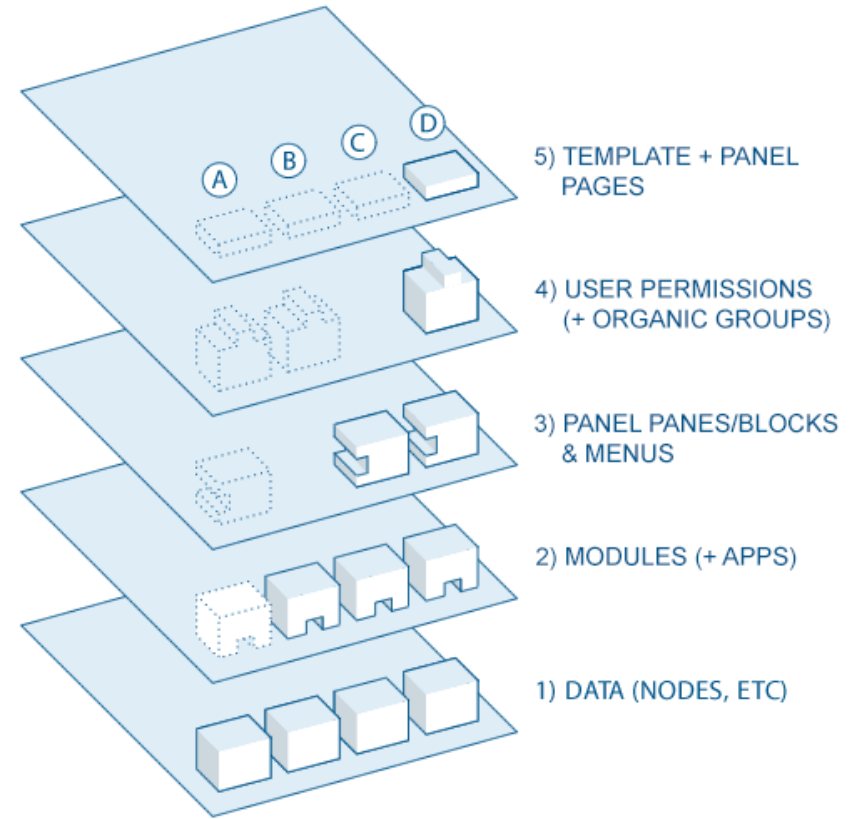 A
B
C
D
5) TEMPLATE + PANEL
PAGES
4) USER PERMISSIONS
(+ ORGANIC GROUPS)
3) PANEL PANES/BLOCKS
& MENUS
2) MODULES (+ APPS)
1) DATA (NODES, ETC)